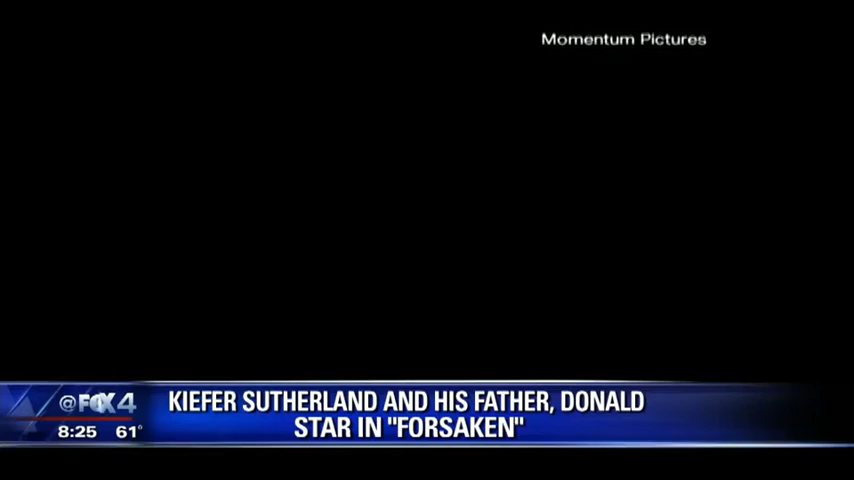 Momentum Pictures
KIEFER SUTHERLAND AND HIS FATHER, DONALD
STAR IN "FORSAKEN"
@FOX4
8:25 61°